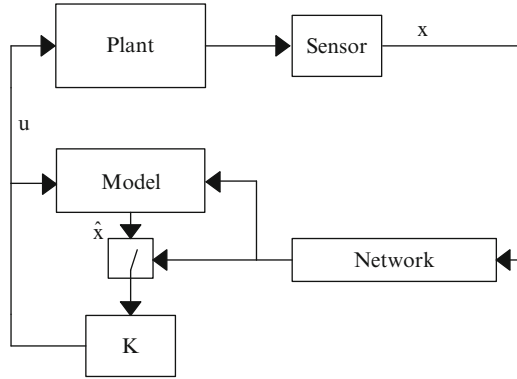 Plant
Sensor
x
u
Model
x̂
Network
K